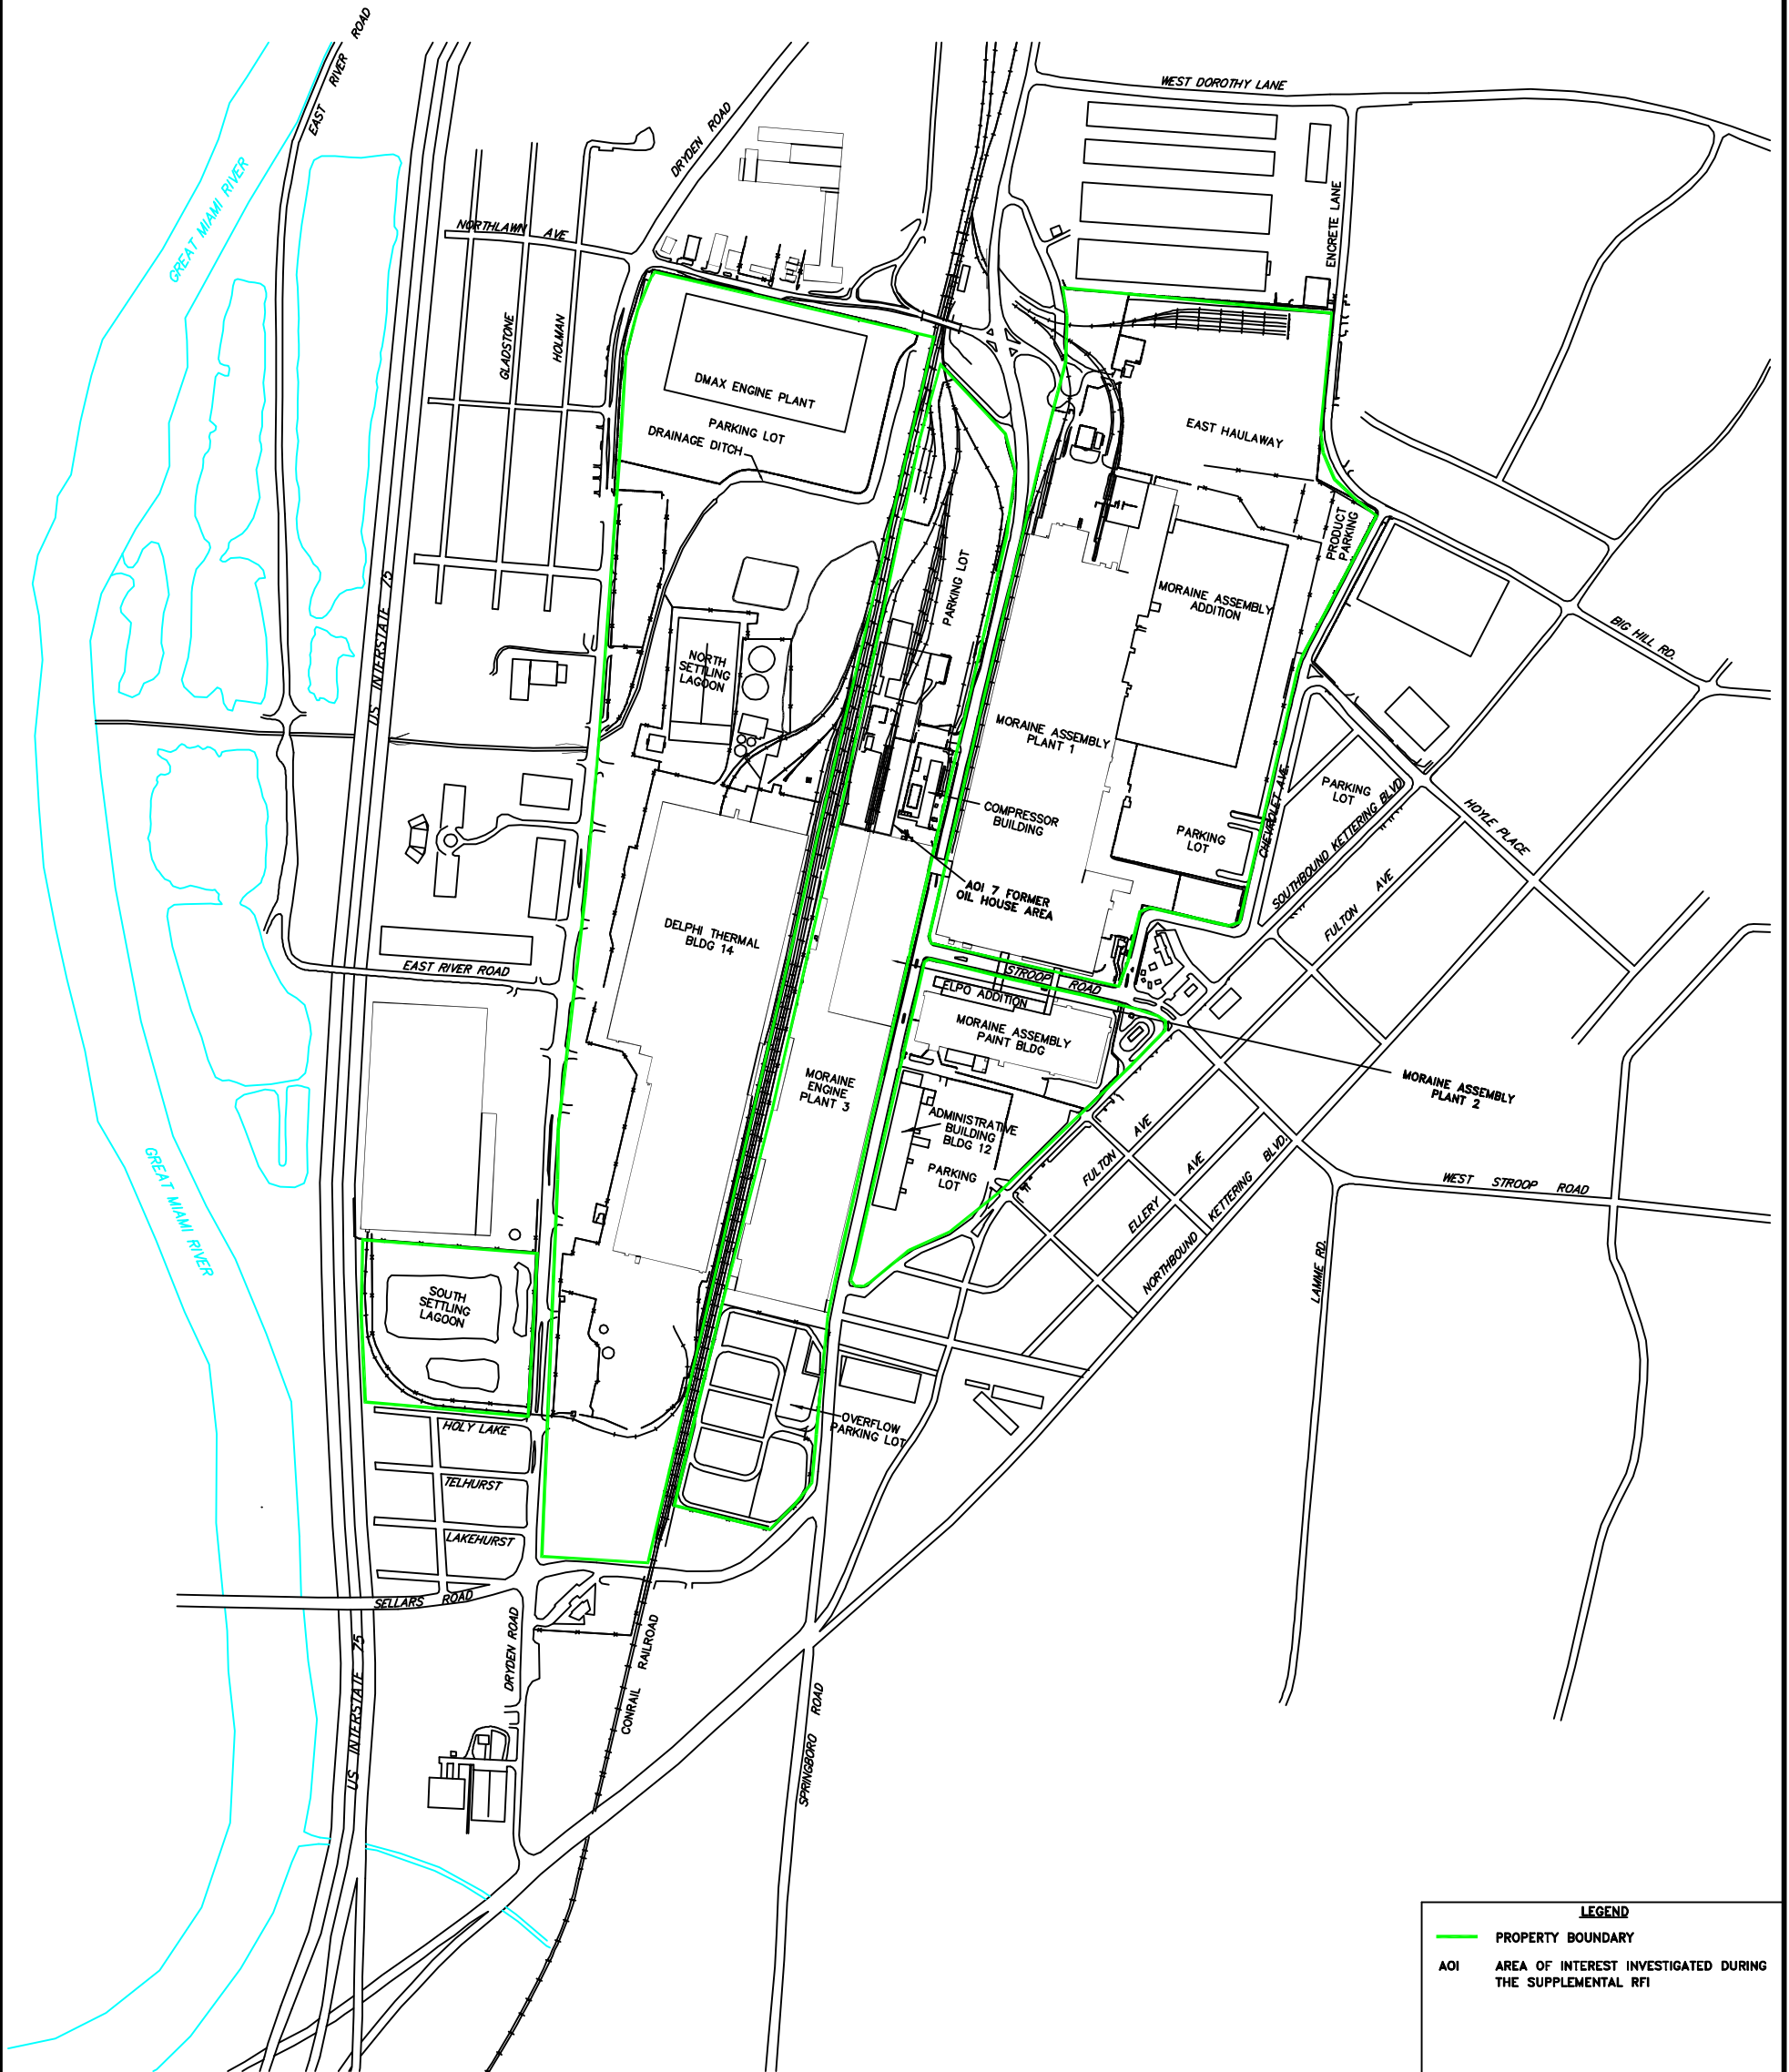 EAST RIVER ROAD
WEST DOROTHY LANE
DRYDEN ROAD
GREAT MIAMI RIVER
ENCRETE LANE
NORTHLAWN AVE
GLADSTONE
HOLMAN
DMAX ENGINE PLANT
PARKING LOT
DRAINAGE DITCH
EAST HAULAWAY
PRODUCT
PARKING
PARKING LOT
US INTERSTATE 75
MORAINE ASSEMBLY
ADDITION
BIG HILL RD.
NORTH
SETTLING
LAGOON
MORAINE ASSEMBLY
PLANT 1
PARKING
LOT
CHEVROLET AVE.
SOUTHBOUND KETTERING BLVD
HOYLE PLACE
COMPRESSOR
BUILDING
PARKING
LOT
AOI 7 FORMER
OIL HOUSE AREA
FULTON AVE
DELPHI THERMAL
BLDG 14
EAST RIVER ROAD
STROOP ROAD
ELPO ADDITION
MORAINE ASSEMBLY
PAINT BLDG
MORAINE ASSEMBLY
PLANT 2
MORAINE
ENGINE
PLANT 3
ADMINISTRATIVE
BUILDING
BLDG 12
PARKING
LOT
FULTON AVE
ELLERY AVE
NORTHBOUND KETTERING BLVD.
WEST STROOP ROAD
LAMME RD.
GREAT MIAMI RIVER
SOUTH
SETTLING
LAGOON
OVERFLOW
PARKING LOT
HOLY LAKE
TELHURST
LAKEHURST
SELLARS ROAD
DRYDEN ROAD
CONRAIL RAILROAD
US INTERSTATE 75
SPRINGBORO ROAD
LEGEND
PROPERTY BOUNDARY
AOI AREA OF INTEREST INVESTIGATED DURING
THE SUPPLEMENTAL RFI